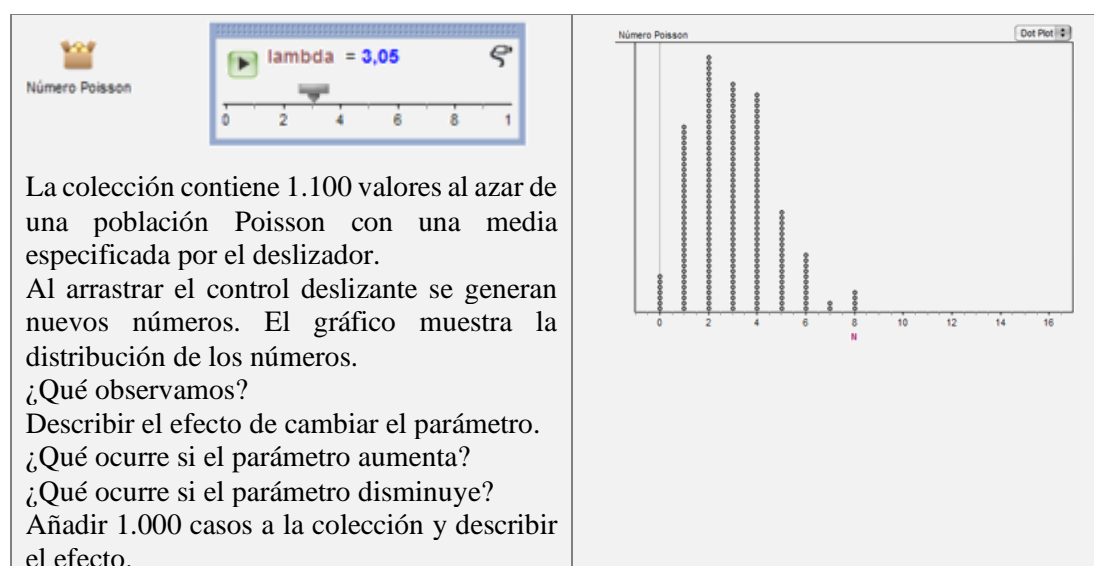 Número Poisson
lambda = 3,05
0 2 4 6 8 1
La colección contiene 1.100 valores al azar de
una población Poisson con una media
especificada por el deslizador.
Al arrastrar el control deslizante se generan
nuevos números. El gráfico muestra la
distribución de los números.
¿Qué observamos?
Describir el efecto de cambiar el parámetro.
¿Qué ocurre si el parámetro aumenta?
¿Qué ocurre si el parámetro disminuye?
Añadir 1.000 casos a la colección y describir
el efecto.
Número Poisson
Dot Plot
0 2 4 6 8 10 12 14 16
N